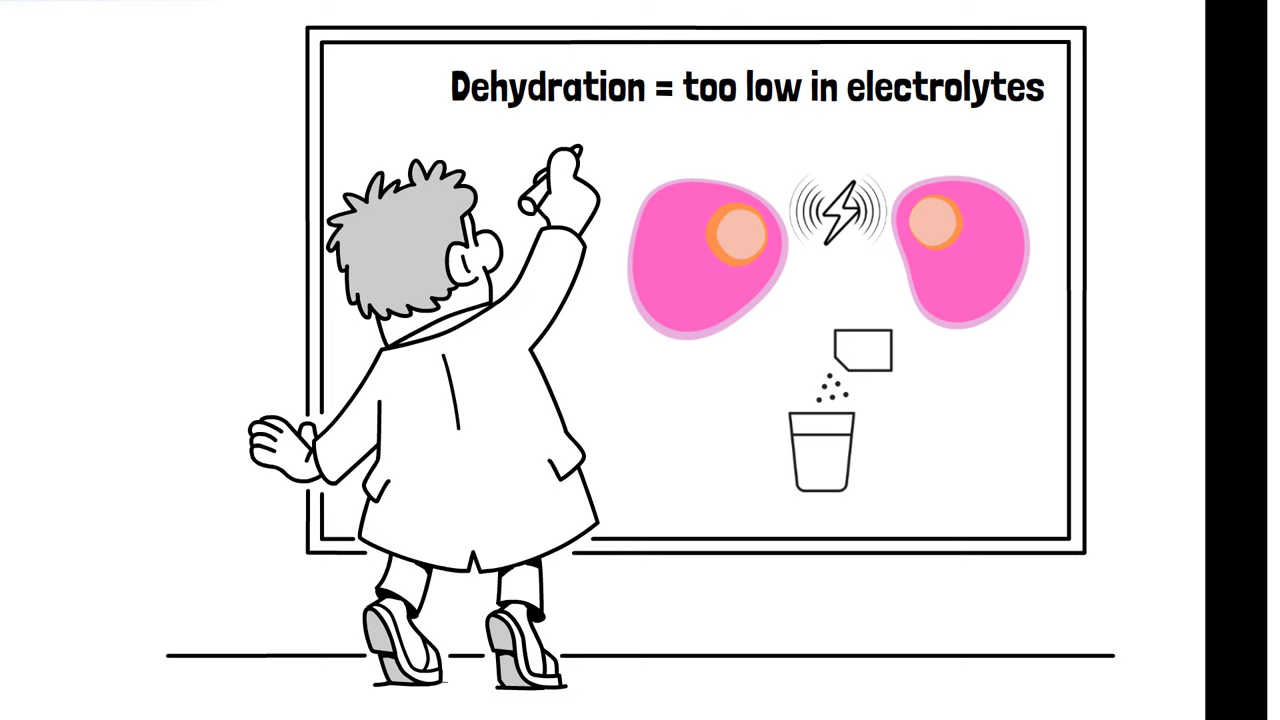 Dehydration = too low in electrolytes